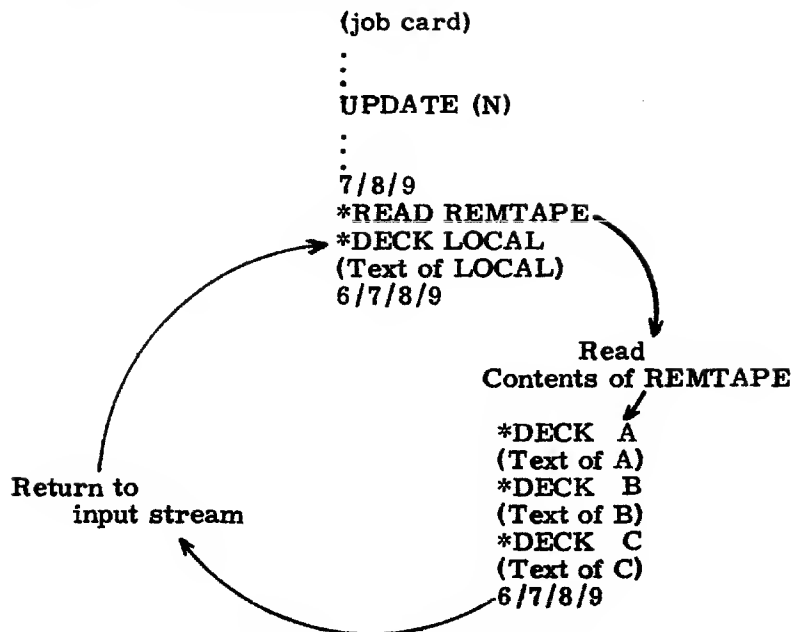 (job card)
.
.
.
UPDATE (N)
.
.
.
7/8/9
*READ REMTAPE
*DECK LOCAL
(Text of LOCAL)
6/7/8/9
Read
Contents of REMTAPE
*DECK A
(Text of A)
*DECK B
(Text of B)
*DECK C
(Text of C)
6/7/8/9
Return to
input stream